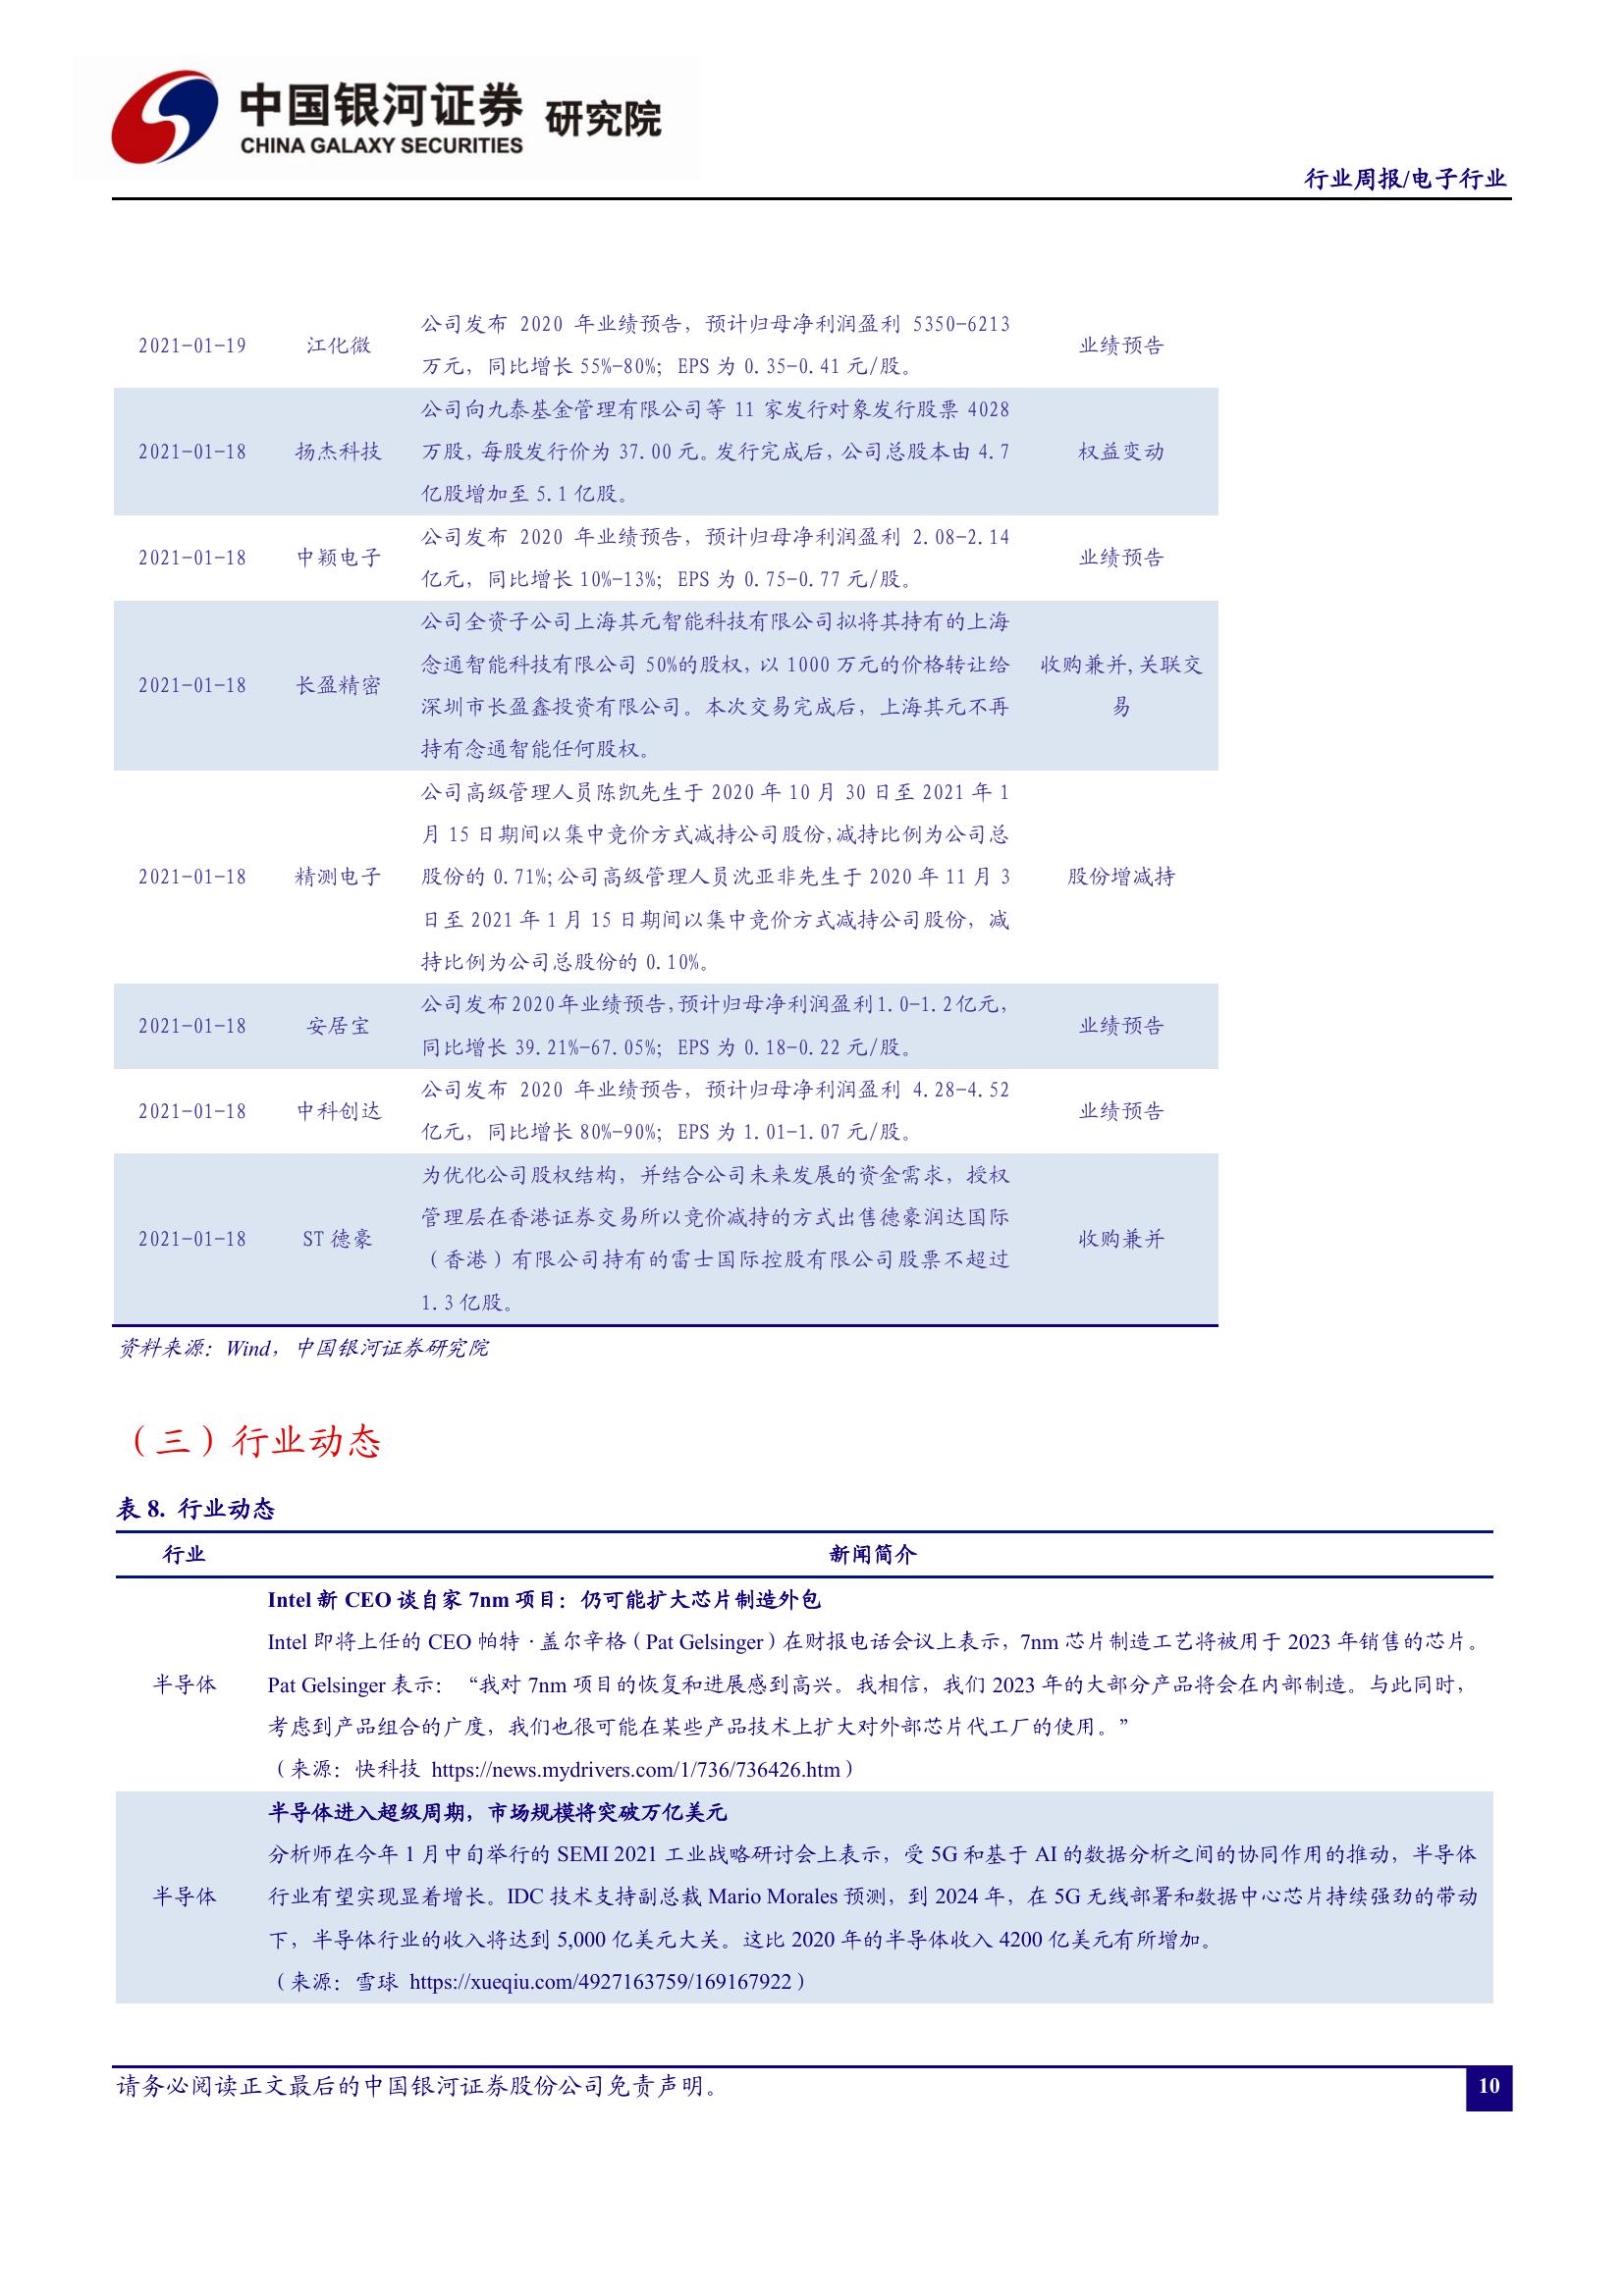 中国银河证券 研究院
CHINA GALAXY SECURITIES
行业周报/电子行业
公司发布 2020 年业绩预告，预计归母净利润盈利 5350-6213
2021-01-19 江化微 业绩预告
万元，同比增长 55%-80%；EPS 为 0.35-0.41 元/股。
公司向九泰基金管理有限公司等 11 家发行对象发行股票 4028
2021-01-18 扬杰科技 万股，每股发行价为 37.00 元。发行完成后，公司总股本由 4.7 权益变动
亿股增加至 5.1 亿股。
公司发布 2020 年业绩预告，预计归母净利润盈利 2.08-2.14
2021-01-18 中颖电子 业绩预告
亿元，同比增长 10%-13%；EPS 为 0.75-0.77 元/股。
公司全资子公司上海其元智能科技有限公司拟将其持有的上海
念通智能科技有限公司 50%的股权，以 1000 万元的价格转让给 收购兼并,关联交
2021-01-18 长盈精密
深圳市长盈鑫投资有限公司。本次交易完成后，上海其元不再 易
持有念通智能任何股权。
公司高级管理人员陈凯先生于 2020 年 10 月 30 日至 2021 年 1
月 15 日期间以集中竞价方式减持公司股份，减持比例为公司总
2021-01-18 精测电子 股份的 0.71%；公司高级管理人员沈亚非先生于 2020 年 11 月 3 股份增减持
日至 2021 年 1 月 15 日期间以集中竞价方式减持公司股份，减
持比例为公司总股份的 0.10%。
公司发布 2020 年业绩预告，预计归母净利润盈利 1.0-1.2 亿元，
2021-01-18 安居宝 业绩预告
同比增长 39.21%-67.05%；EPS 为 0.18-0.22 元/股。
公司发布 2020 年业绩预告，预计归母净利润盈利 4.28-4.52
2021-01-18 中科创达 业绩预告
亿元，同比增长 80%-90%；EPS 为 1.01-1.07 元/股。
为优化公司股权结构，并结合公司未来发展的资金需求，授权
管理层在香港证券交易所以竞价减持的方式出售德豪润达国际
2021-01-18 ST 德豪 收购兼并
（香港）有限公司持有的雷士国际控股有限公司股票不超过
1.3 亿股。
资料来源：Wind，中国银河证券研究院
（三）行业动态
表 8. 行业动态
行业 新闻简介
Intel 新 CEO 谈自家 7nm 项目：仍可能扩大芯片制造外包
Intel 即将上任的 CEO 帕特·盖尔辛格（Pat Gelsinger）在财报电话会议上表示，7nm 芯片制造工艺将被用于 2023 年销售的芯片。
半导体 Pat Gelsinger 表示：“我对 7nm 项目的恢复和进展感到高兴。我相信，我们 2023 年的大部分产品将会在内部制造。与此同时，
考虑到产品组合的广度，我们也很可能在某些产品技术上扩大对外部芯片代工厂的使用。”
（来源：快科技 https://news.mydrivers.com/1/736/736426.htm）
半导体进入超级周期，市场规模将突破万亿美元
分析师在今年 1 月中旬举行的 SEMI 2021 工业战略研讨会上表示，受 5G 和基于 AI 的数据分析之间的协同作用的推动，半导体
半导体 行业有望实现显着增长。IDC 技术支持副总裁 Mario Morales 预测，到 2024 年，在 5G 无线部署和数据中心芯片持续强劲的带动
下，半导体行业的收入将达到 5,000 亿美元大关。这比 2020 年的半导体收入 4200 亿美元有所增加。
（来源：雪球 https://xueqiu.com/4927163759/169167922）
请务必阅读正文最后的中国银河证券股份公司免责声明。
10